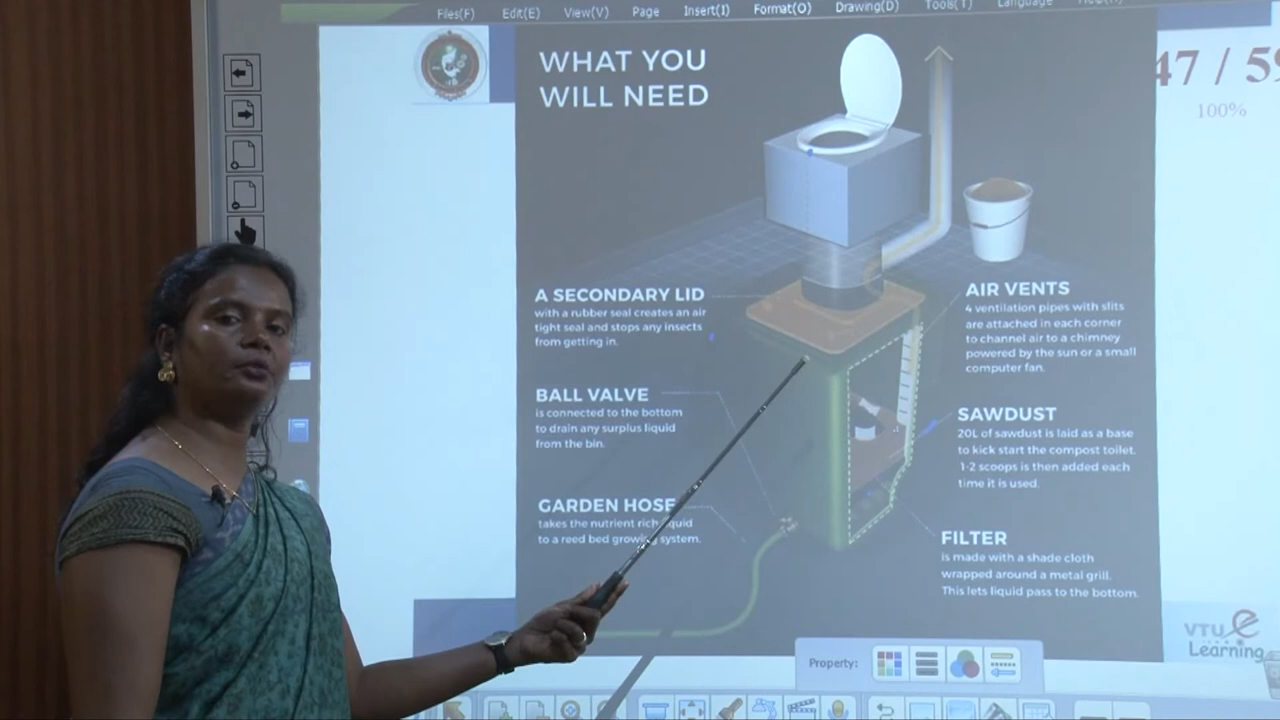 Files(F) Edit(E) View(V) Page Insert(I) Format(O) Drawing(D) Tools(T) Language
WHAT YOU
WILL NEED
47 / 59
100%
A SECONDARY LID
with a rubber seal creates an air
tight seal and stops any insects
from getting in.
BALL VALVE
is connected to the bottom
to drain any surplus liquid
from the bin.
GARDEN HOSE
takes the nutrient rich liquid
to a reed bed growing system.
AIR VENTS
4 ventilation pipes with slits
are attached in each corner
to channel air to a chimney
powered by the sun or a small
computer fan.
SAWDUST
20L of sawdust is laid as a base
to kick start the compost toilet.
1-2 scoops is then added each
time it is used.
FILTER
is made with a shade cloth
wrapped around a metal grill.
This lets liquid pass to the bottom.
VTU e
Learning
Property: